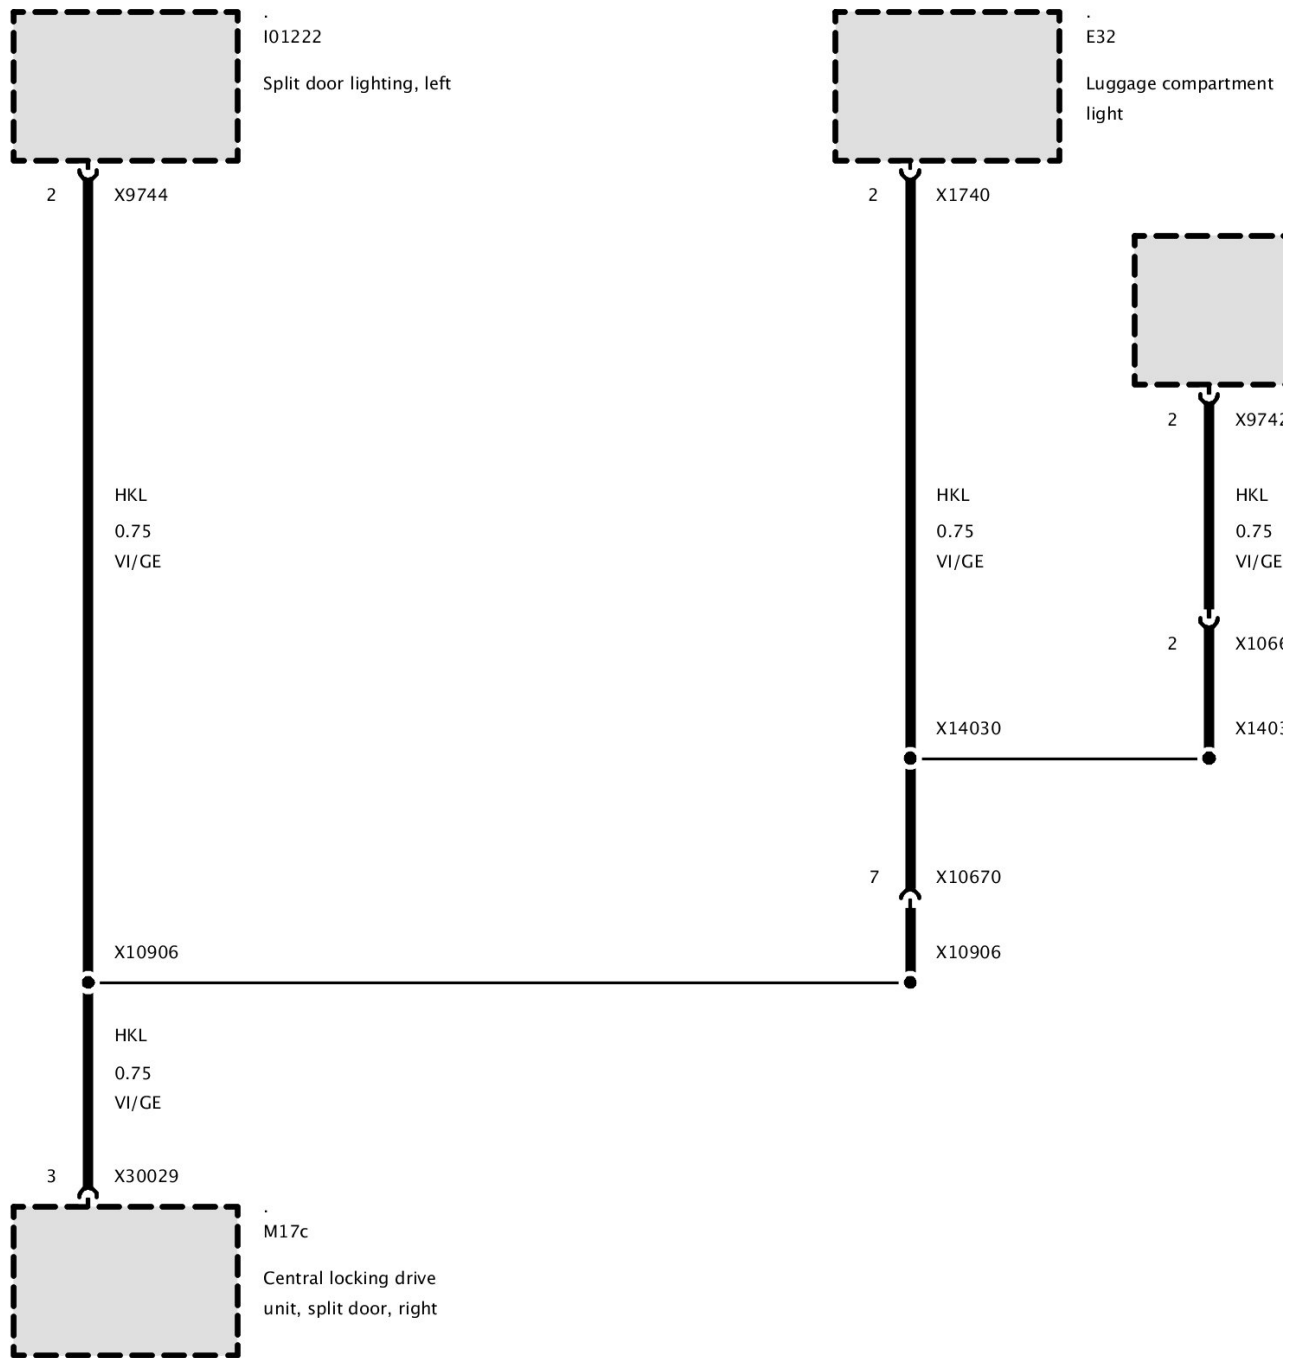 .
I01222
Split door lighting, left
2 X9744
.
E32
Luggage compartment
light
2 X1740
2
HKL
0.75
VI/GE
HKL
0.75
VI/GE
HKL
0.75
VI/GE
2
X14030
7 X10670
X10906
X10906
HKL
0.75
VI/GE
3 X30029
.
M17c
Central locking drive
unit, split door, right